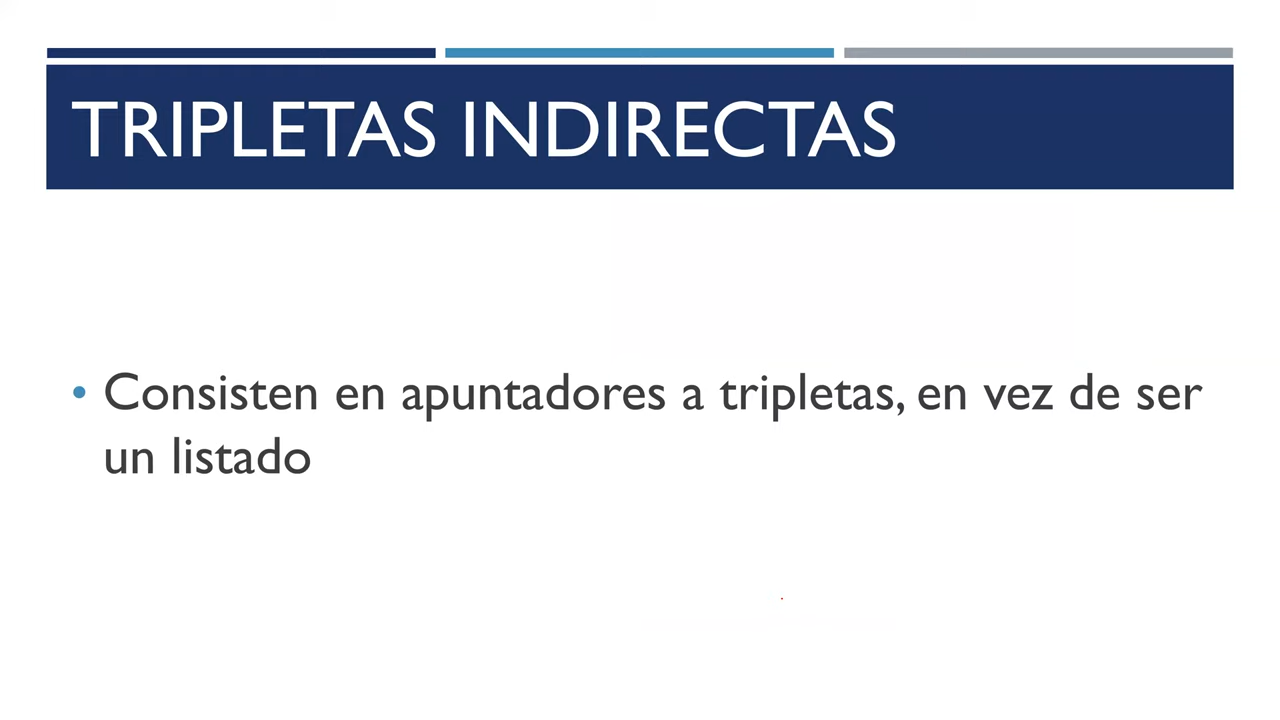 TRIPLETAS INDIRECTAS
• Consisten en apuntadores a tripletas, en vez de ser
un listado